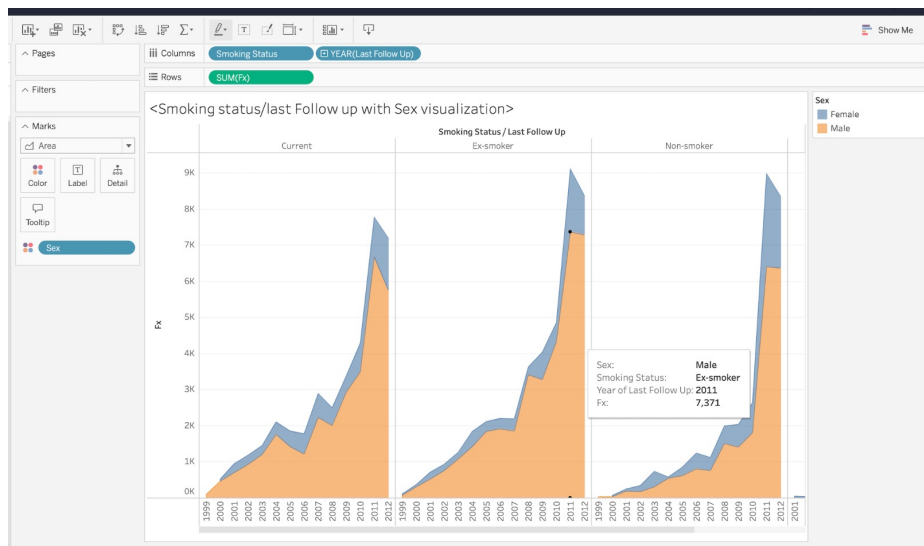 Show Me
Pages
Columns
Smoking Status
YEAR(Last Follow Up)
Rows
SUM(Fx)
Filters
Marks
Area
Color
Label
Detail
Tooltip
Sex
<Smoking status/last Follow up with Sex visualization>
Smoking Status / Last Follow Up
Current
Ex-smoker
Non-smoker
Fx
9K
8K
7K
6K
5K
4K
3K
2K
1K
0K
1999
2000
2001
2002
2003
2004
2005
2006
2007
2008
2009
2010
2011
2012
1999
2000
2001
2002
2003
2004
2005
2006
2007
2008
2009
2010
2011
2012
1999
2000
2001
2002
2003
2004
2005
2006
2007
2008
2009
2010
2011
2012
2001
Sex: Male
Smoking Status: Ex-smoker
Year of Last Follow Up: 2011
Fx: 7,371
Sex
Female
Male